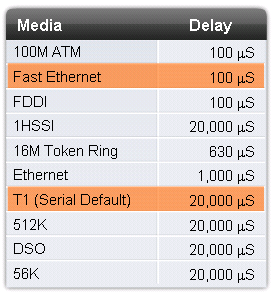 Media Delay
100M ATM 100 µS
Fast Ethernet 100 µS
FDDI 100 µS
1HSSI 20,000 µS
16M Token Ring 630 µS
Ethernet 1,000 µS
T1 (Serial Default) 20,000 µS
512K 20,000 µS
DSO 20,000 µS
56K 20,000 µS